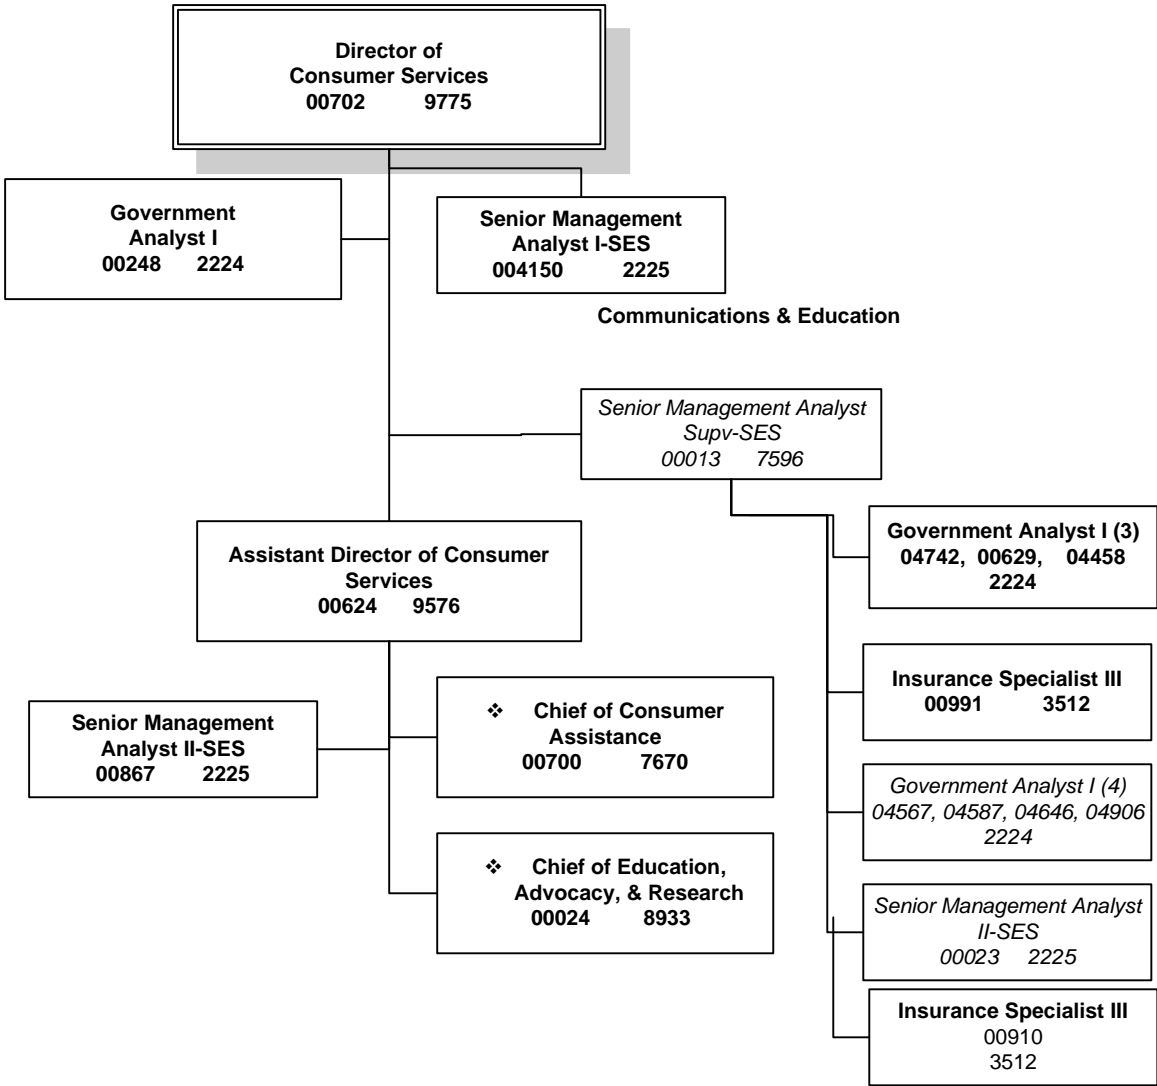 Director of
Consumer Services
00702 9775
Government
Analyst I
00248 2224
Senior Management
Analyst I-SES
004150 2225
Communications & Education
Senior Management Analyst
Supv-SES
00013 7596
Assistant Director of Consumer
Services
00624 9576
Government Analyst I (3)
04742, 00629, 04458
2224
Insurance Specialist III
00991 3512
Senior Management
Analyst II-SES
00867 2225
❖ Chief of Consumer
Assistance
00700 7670
Government Analyst I (4)
04567, 04587, 04646, 04906
2224
❖ Chief of Education,
Advocacy, & Research
00024 8933
Senior Management Analyst
II-SES
00023 2225
Insurance Specialist III
00910
3512